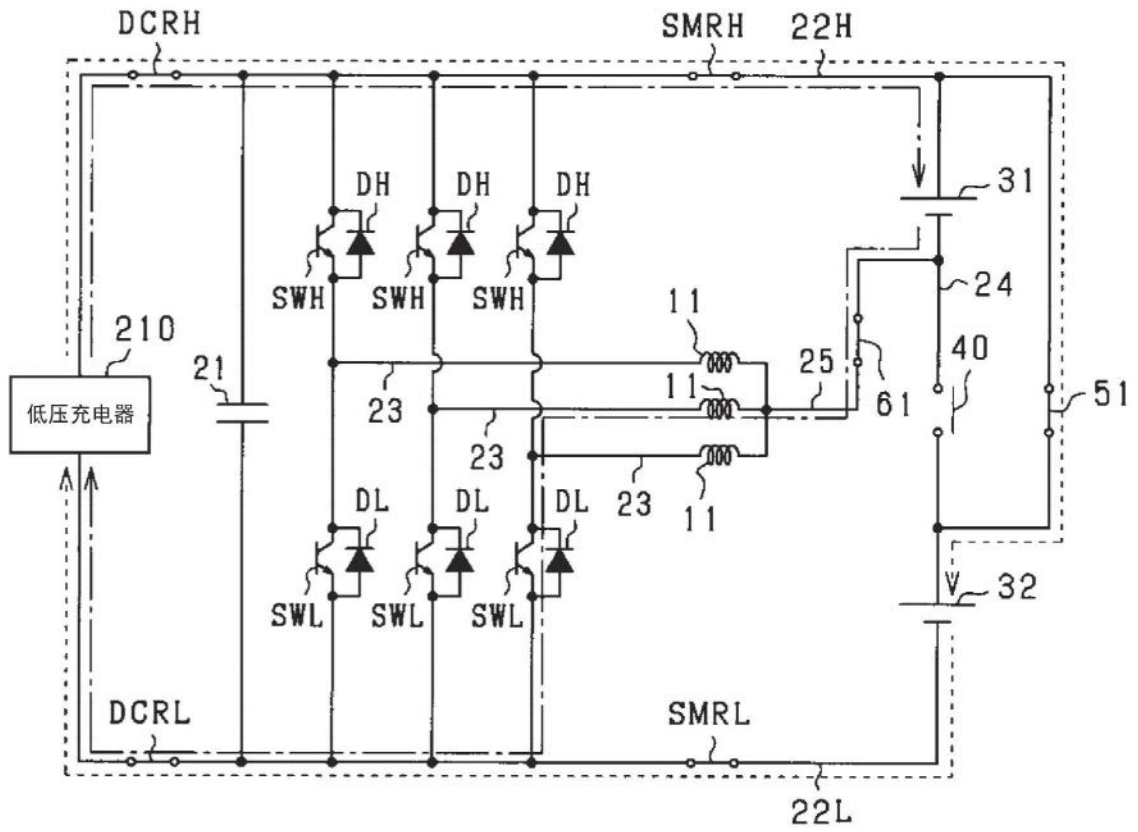 DCRH
SMRH
22H
DH
DH
DH
31
SWH
SWH
SWH
24
210
11
40
21
25
低压充电器
23
11
61
51
23
23
11
DL
DL
DL
32
SWL
SWL
SWL
DCRL
SMRL
22L